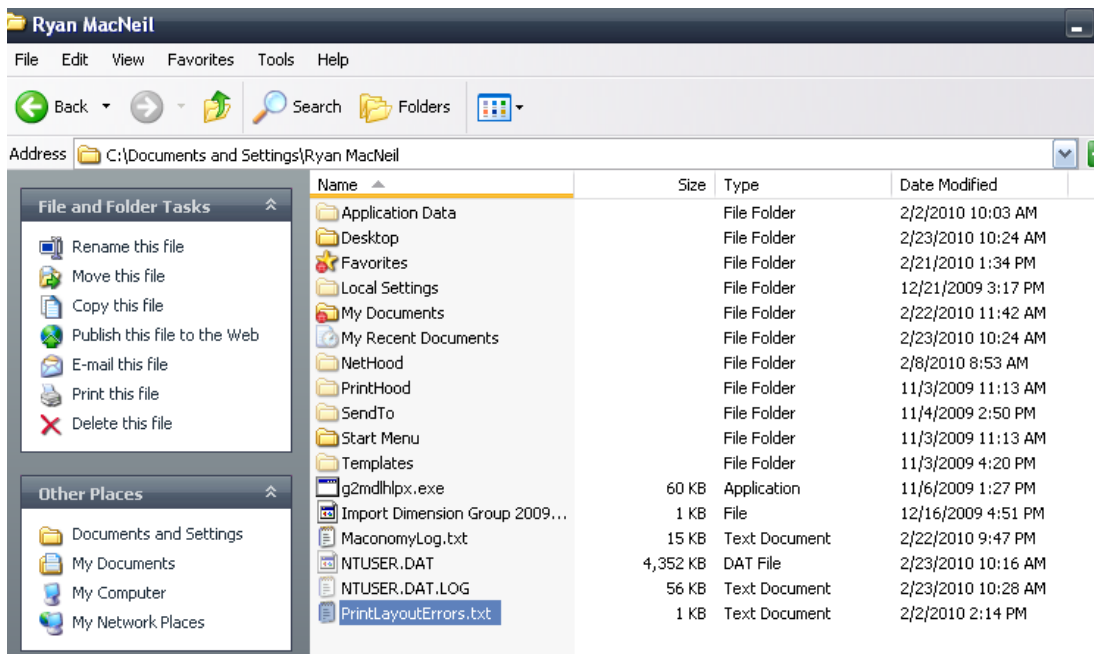 Ryan MacNeil
File Edit View Favorites Tools Help
Back Search Folders
Address C:\Documents and Settings\Ryan MacNeil
File and Folder Tasks
Rename this file
Move this file
Copy this file
Publish this file to the Web
E-mail this file
Print this file
Delete this file
Other Places
Documents and Settings
My Documents
My Computer
My Network Places
Name Size Type Date Modified
Application Data File Folder 2/2/2010 10:03 AM
Desktop File Folder 2/23/2010 10:24 AM
Favorites File Folder 2/21/2010 1:34 PM
Local Settings File Folder 12/21/2009 3:17 PM
My Documents File Folder 2/22/2010 11:42 AM
My Recent Documents File Folder 2/23/2010 10:24 AM
NetHood File Folder 2/8/2010 8:53 AM
PrintHood File Folder 11/3/2009 11:13 AM
SendTo File Folder 11/4/2009 2:50 PM
Start Menu File Folder 11/3/2009 11:13 AM
Templates File Folder 11/3/2009 4:20 PM
g2mdlhlpx.exe 60 KB Application 11/6/2009 1:27 PM
Import Dimension Group 2009... 1 KB File 12/16/2009 4:51 PM
MaconomyLog.txt 15 KB Text Document 2/22/2010 9:47 PM
NTUSER.DAT 4,352 KB DAT File 2/23/2010 10:16 AM
NTUSER.DAT.LOG 56 KB Text Document 2/23/2010 10:28 AM
PrintLayoutErrors.txt 1 KB Text Document 2/2/2010 2:14 PM